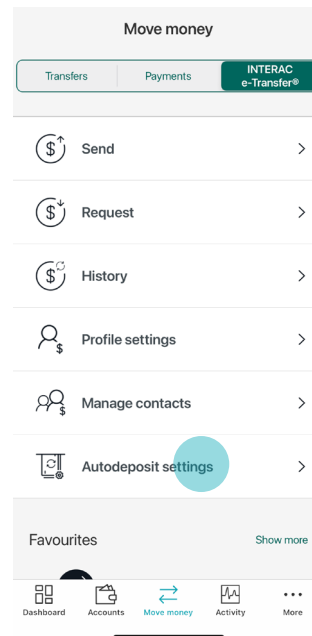 Move money
Transfers
Payments
INTERAC
e-Transfer®
Send
Request
History
Profile settings
Manage contacts
Autodeposit settings
Favourites
Show more
Dashboard
Accounts
Move money
Activity
More